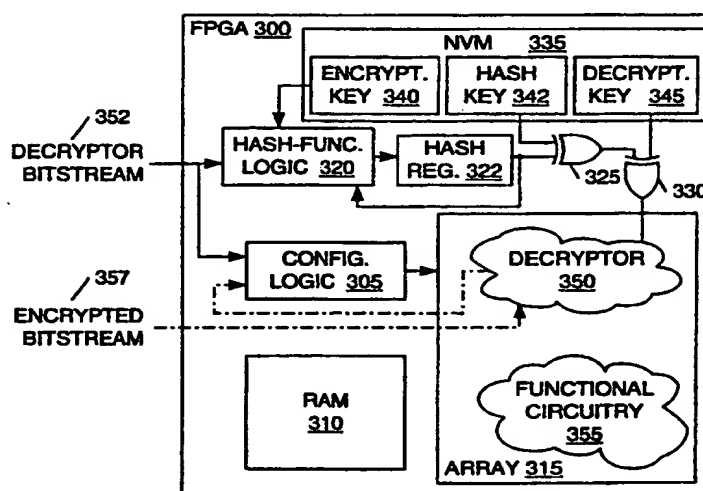 FPGA 300
NVM 335
ENCRYPT.
KEY 340
HASH
KEY 342
DECRYPT.
KEY 345
352
DECRYPTOR
BITSTREAM
HASH-FUNC.
LOGIC 320
HASH
REG. 322
325
330
CONFIG.
LOGIC 305
DECRYPTOR
350
357
ENCRYPTED
BITSTREAM
RAM
310
FUNCTIONAL
CIRCUITRY
355
ARRAY 315